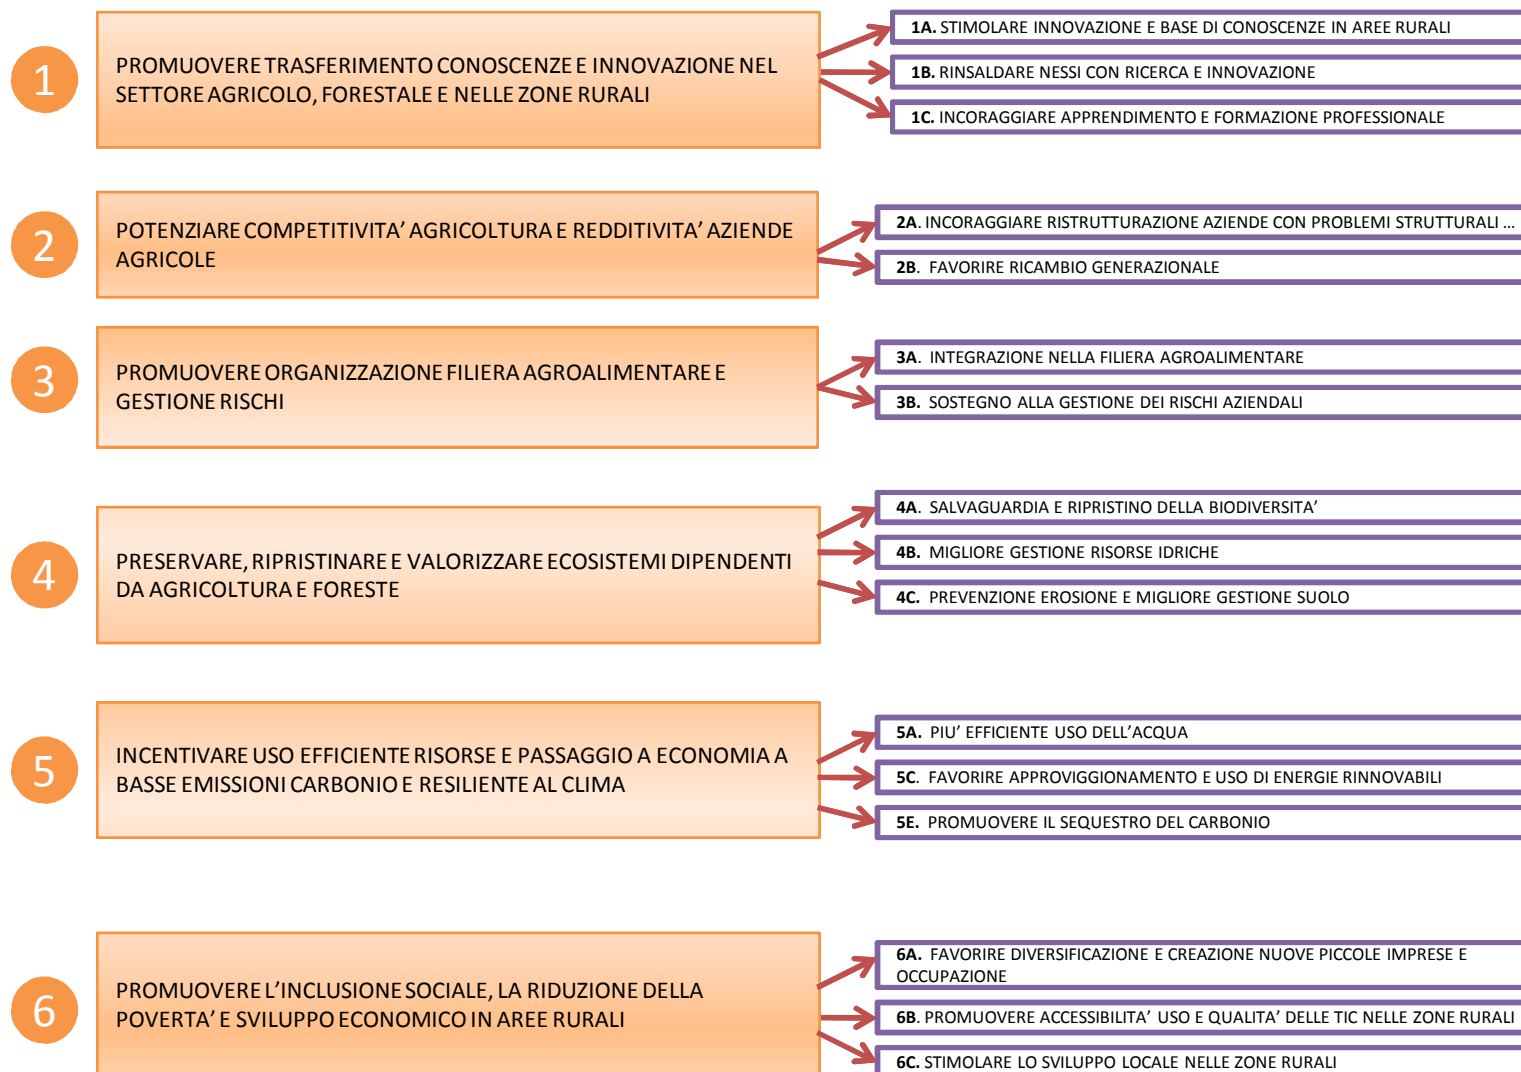 1
PROMUOVERE TRASFERIMENTO CONOSCENZE E INNOVAZIONE NEL
SETTORE AGRICOLO, FORESTALE E NELLE ZONE RURALI
1A. STIMOLARE INNOVAZIONE E BASE DI CONOSCENZE IN AREE RURALI
1B. RINSALDARE NESSI CON RICERCA E INNOVAZIONE
1C. INCORAGGIARE APPRENDIMENTO E FORMAZIONE PROFESSIONALE
2
POTENZIARE COMPETITIVITA’ AGRICOLTURA E REDDITIVITA’ AZIENDE
AGRICOLE
2A. INCORAGGIARE RISTRUTTURAZIONE AZIENDE CON PROBLEMI STRUTTURALI ...
2B. FAVORIRE RICAMBIO GENERAZIONALE
3
PROMUOVERE ORGANIZZAZIONE FILIERA AGROALIMENTARE E
GESTIONE RISCHI
3A. INTEGRAZIONE NELLA FILIERA AGROALIMENTARE
3B. SOSTEGNO ALLA GESTIONE DEI RISCHI AZIENDALI
4
PRESERVARE, RIPRISTINARE E VALORIZZARE ECOSISTEMI DIPENDENTI
DA AGRICOLTURA E FORESTE
4A. SALVAGUARDIA E RIPRISTINO DELLA BIODIVERSITA’
4B. MIGLIORE GESTIONE RISORSE IDRICHE
4C. PREVENZIONE EROSIONE E MIGLIORE GESTIONE SUOLO
5
INCENTIVARE USO EFFICIENTE RISORSE E PASSAGGIO A ECONOMIA A
BASSE EMISSIONI CARBONIO E RESILIENTE AL CLIMA
5A. PIU’ EFFICIENTE USO DELL’ACQUA
5C. FAVORIRE APPROVIGGIONAMENTO E USO DI ENERGIE RINNOVABILI
5E. PROMUOVERE IL SEQUESTRO DEL CARBONIO
6
PROMUOVERE L’INCLUSIONE SOCIALE, LA RIDUZIONE DELLA
POVERTA’ E SVILUPPO ECONOMICO IN AREE RURALI
6A. FAVORIRE DIVERSIFICAZIONE E CREAZIONE NUOVE PICCOLE IMPRESE E
OCCUPAZIONE
6B. PROMUOVERE ACCESSIBILITA’ USO E QUALITA’ DELLE TIC NELLE ZONE RURALI
6C. STIMOLARE LO SVILUPPO LOCALE NELLE ZONE RURALI